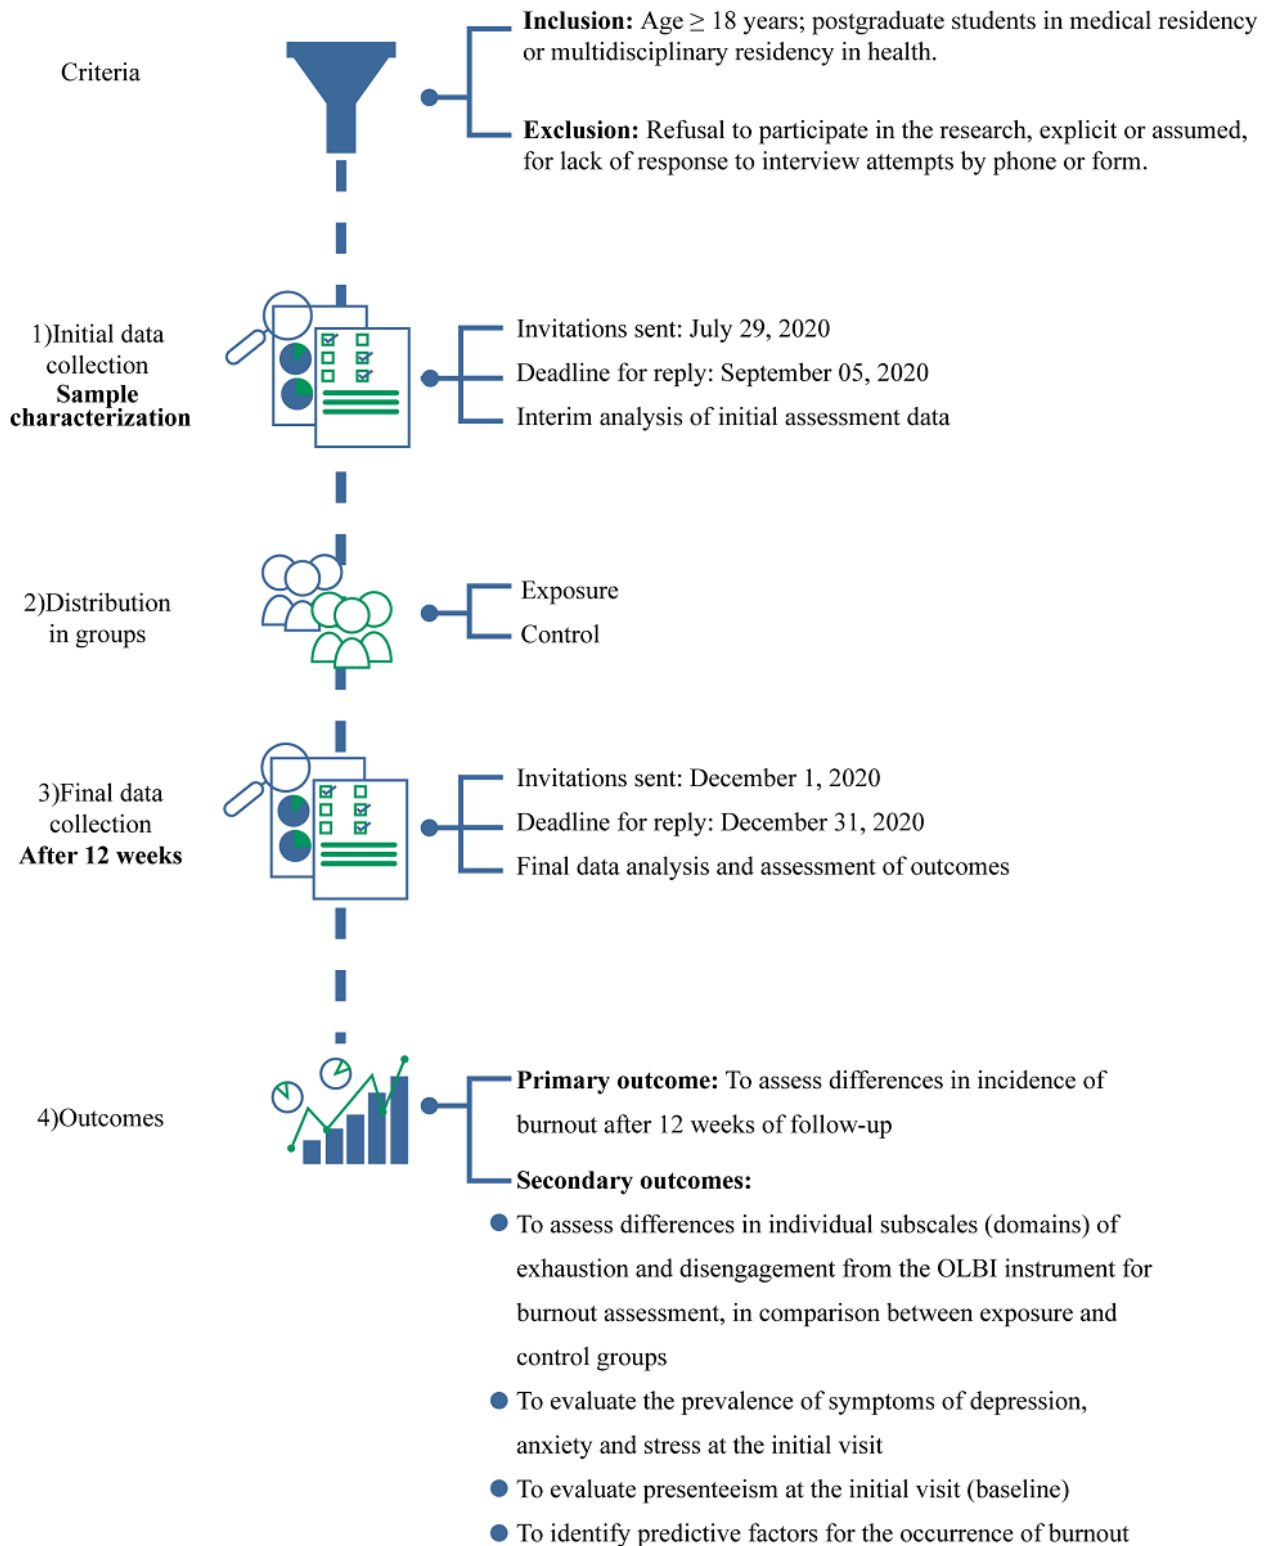 Criteria
Inclusion: Age ≥ 18 years; postgraduate students in medical residency
or multidisciplinary residency in health.
Exclusion: Refusal to participate in the research, explicit or assumed,
for lack of response to interview attempts by phone or form.
1)Initial data
collection
Sample
characterization
Invitations sent: July 29, 2020
Deadline for reply: September 05, 2020
Interim analysis of initial assessment data
2)Distribution
in groups
Exposure
Control
3)Final data
collection
After 12 weeks
Invitations sent: December 1, 2020
Deadline for reply: December 31, 2020
Final data analysis and assessment of outcomes
4)Outcomes
Primary outcome: To assess differences in incidence of
burnout after 12 weeks of follow-up
Secondary outcomes:
To assess differences in individual subscales (domains) of
exhaustion and disengagement from the OLBI instrument for
burnout assessment, in comparison between exposure and
control groups
To evaluate the prevalence of symptoms of depression,
anxiety and stress at the initial visit
To evaluate presenteeism at the initial visit (baseline)
To identify predictive factors for the occurrence of burnout